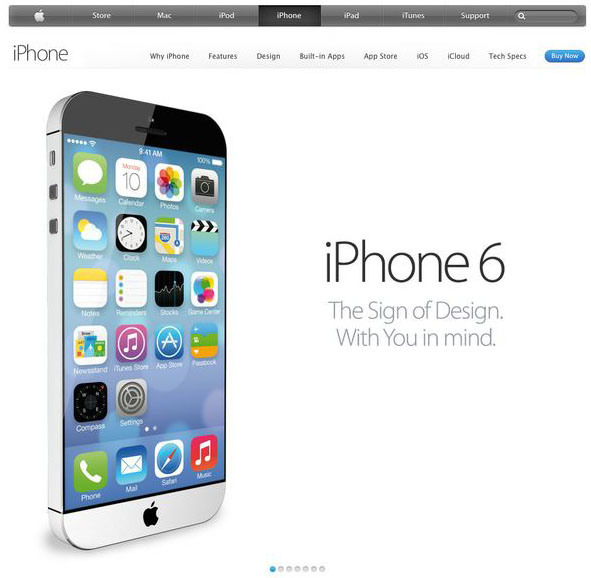 Store Mac iPod iPhone iPad iTunes Support
iPhone Why iPhone Features Design Built-in Apps App Store iOS iCloud Tech Specs Buy Now
9:41 AM 100%
Monday
10
Messages Calendar Photos Camera
280
Weather Clock Maps Videos
Notes Reminders Stocks Game Center
Newsstand iTunes Store App Store Passbook
Compass Settings
Phone Mail Safari Music
iPhone 6
The Sign of Design.
With You in mind.